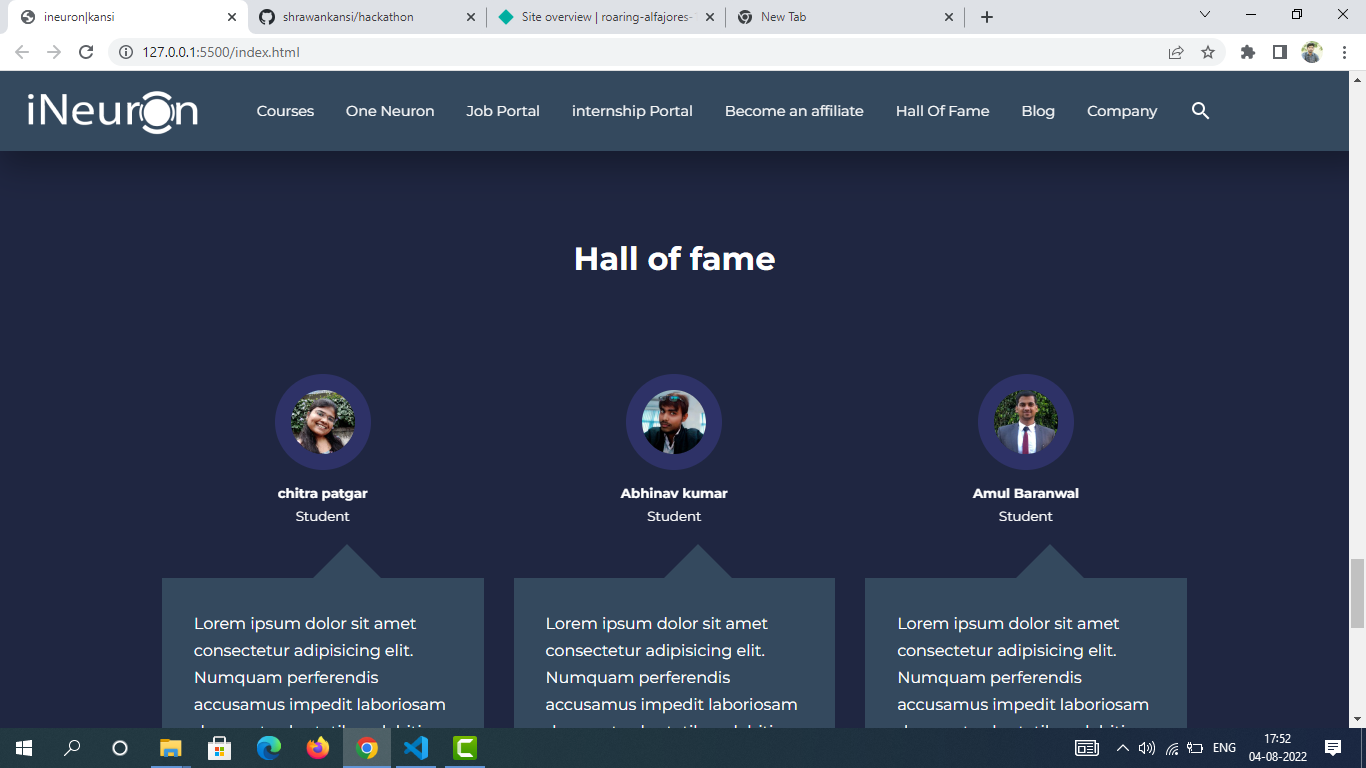 ineuron|kansi
shrawankansi/hackathon
Site overview | roaring-alfajores-
New Tab
127.0.0.1:5500/index.html
iNeuron
Courses One Neuron Job Portal internship Portal Become an affiliate Hall Of Fame Blog Company
Hall of fame
chitra patgar
Student
Abhinav kumar
Student
Amul Baranwal
Student
Lorem ipsum dolor sit amet
consectetur adipisicing elit.
Numquam perferendis
accusamus impedit laboriosam
Lorem ipsum dolor sit amet
consectetur adipisicing elit.
Numquam perferendis
accusamus impedit laboriosam
Lorem ipsum dolor sit amet
consectetur adipisicing elit.
Numquam perferendis
accusamus impedit laboriosam
ENG
17:52
04-08-2022